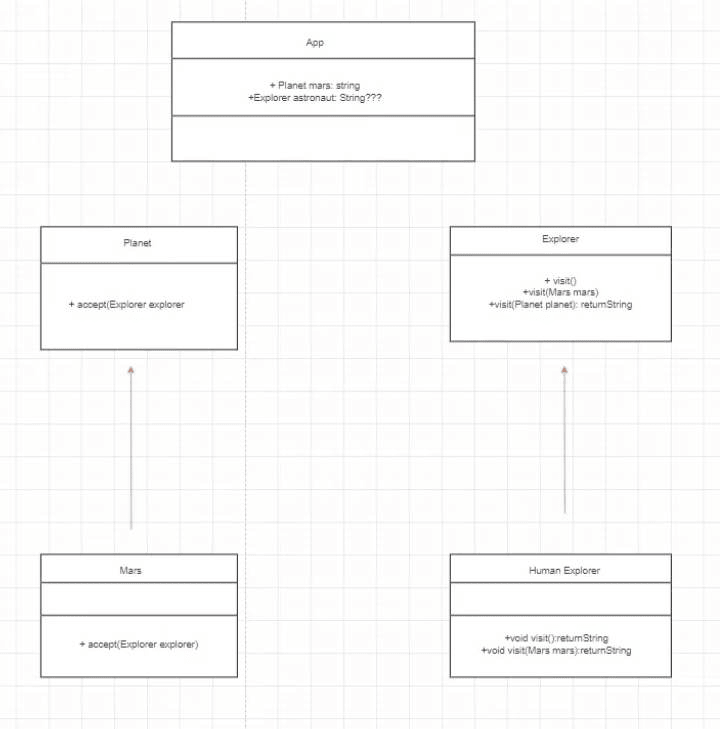 App
+ Planet mars: string
+Explorer astronaut: String???
Planet
+ accept(Explorer explorer
Explorer
+ visit()
+visit(Mars mars)
+visit(Planet planet): returnString
Mars
+ accept(Explorer explorer)
Human Explorer
+void visit():returnString
+void visit(Mars mars):returnString